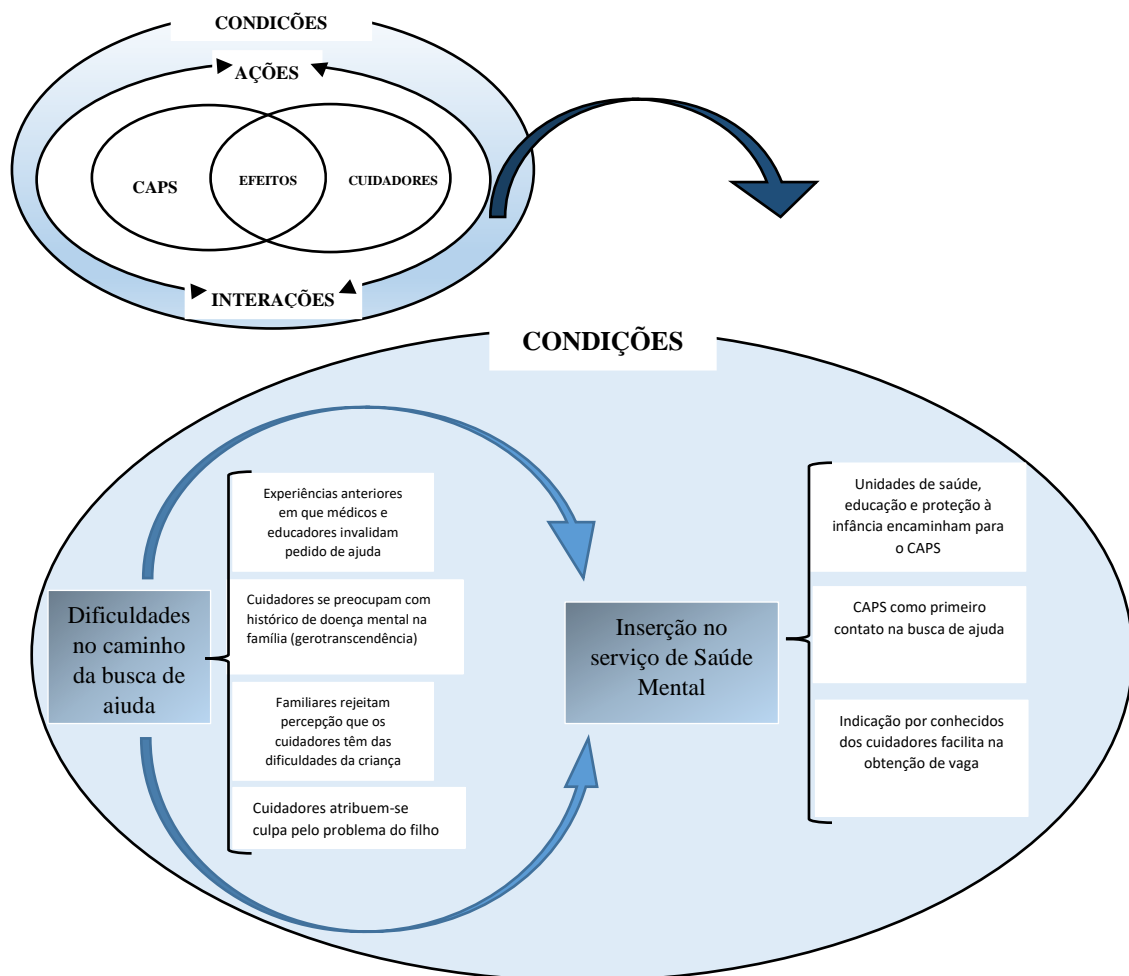 CONDIÇÕES
AÇÕES
CAPS
EFEITOS
CUIDADORES
INTERAÇÕES
CONDIÇÕES
Dificuldades
no caminho
da busca de
ajuda
Experiências anteriores
em que médicos e
educadores invalidam
pedido de ajuda
Cuidadores se preocupam com
histórico de doença mental na
família (gerotranscendência)
Familiares rejeitam
percepção que os
cuidadores têm das
dificuldades da criança
Cuidadores atribuem-se
culpa pelo problema do filho
Inserção no
serviço de Saúde
Mental
Unidades de saúde,
educação e proteção à
infância encaminham para
o CAPS
CAPS como primeiro
contato na busca de ajuda
Indicação por conhecidos
dos cuidadores facilita na
obtenção de vaga